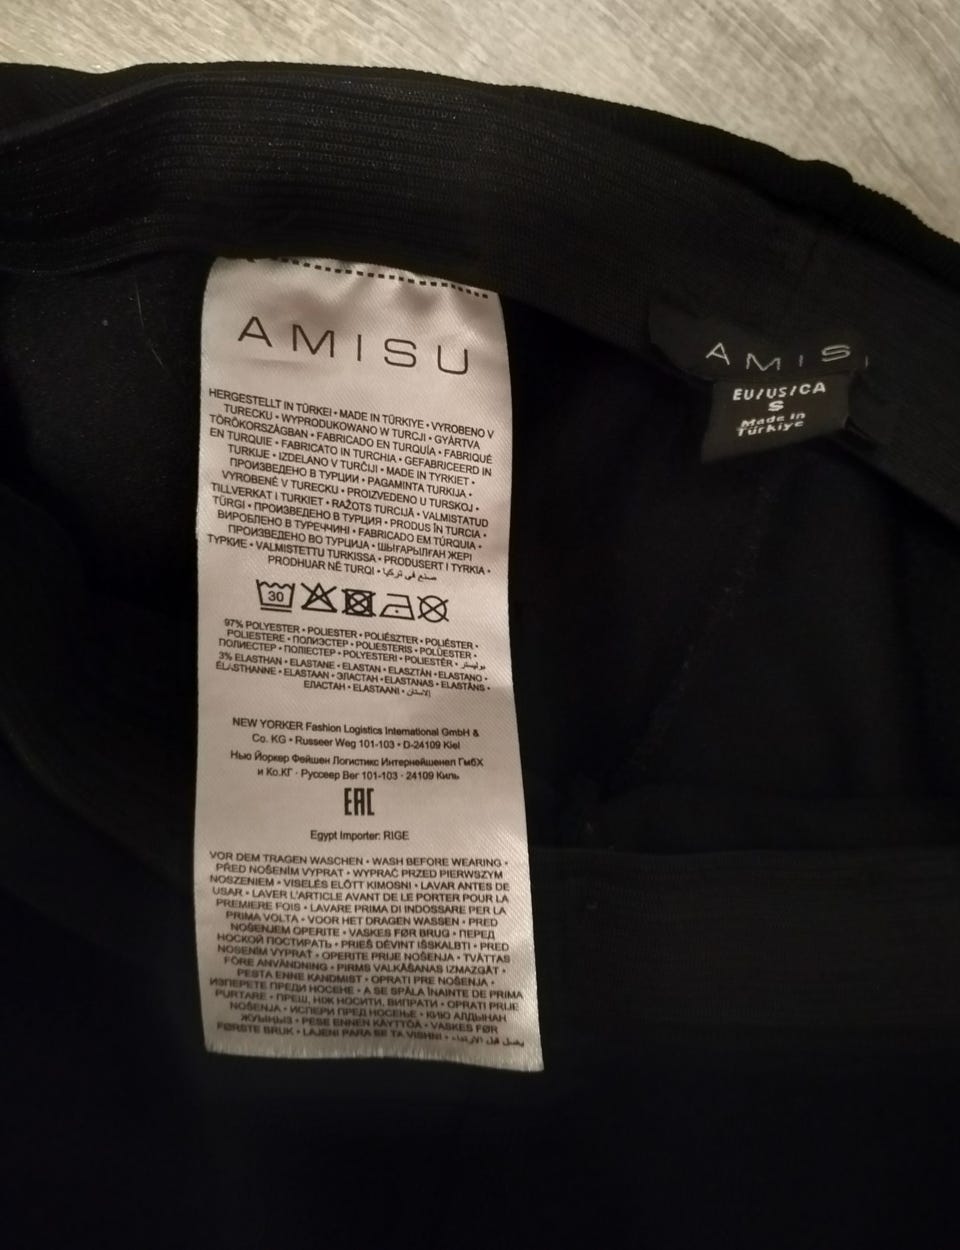 AMISU
HERGESTELLT IN TÜRKEI • MADE IN TÜRKIYE • VYROBENO V
TURECKU • WYPRODUKOWANO W TURCJI • GYÁRTVA
TÖRÖKORSZÁGBAN • FABRICADO EN TURQUÍA • FABRIQUÉ
EN TURQUIE • FABRICATO IN TURCHIA • GEFABRICEERD IN
TURKIJE • IZDELANO V TURČIJI • MADE IN TYRKIET •
ПРОИЗВЕДЕНО В ТУРЦИИ • PAGAMINTA TURKIJA •
VYROBENÉ V TURECKU • PROIZVEDENO U TURSKOJ •
TILLVERKAT I TURKIET • RAŽOTS TURCIJĀ • VALMISTATUD
TÜRGI • ПРОИЗВЕДЕНО В ТУРЦИЯ • PRODUS ÎN TURCIA •
ВИРОБЛЕНО В ТУРЕЧЧИНІ • FABRICADO EM TÚRQUIA •
ПРОИЗВЕДЕНО ВО ТУРЦИЈА • ШЫҒАРЫЛҒАН ЖЕРІ
ТҮРКИЕ • VALMISTETTU TURKISSA • PRODUSERT I TYRKIA •
PRODHUAR NË TURQI • صنع في تركيا
30
97% POLYESTER • POLIESTER • POLIÉSZTER • POLIÉSTER •
POLIESTERE • ПОЛИЭСТЕР • POLIESTERIS • POLÜESTER •
ПОЛИЕСТЕР • ПОЛІЕСТЕР • POLYESTERI • POLIESTËR • بوليستر
3% ELASTHAN • ELASTANE • ELASTAN • ELASZTÁN • ELASTANO •
ÉLASTHANNE • ELASTAAN • ЭЛАСТАН • ELASTANAS • ELASTĀNS •
ЕЛАСТАН • ELASTAANI • الاستان
NEW YORKER Fashion Logistics International GmbH &
Co. KG • Russeer Weg 101-103 • D-24109 Kiel
Нью Йоркер Фейшен Логистикс Интернейшенел ГмбХ
и Ко.КГ · Руссеер Вег 101-103 · 24109 Киль
EAC
Egypt Importer: RIGE
VOR DEM TRAGEN WASCHEN • WASH BEFORE WEARING •
PŘED NOŠENÍM VYPRAT • WYPRAĆ PRZED PIERWSZYM
NOSZENIEM • VISELÉS ELŐTT KIMOSNI • LAVAR ANTES DE
USAR • LAVER L'ARTICLE AVANT DE LE PORTER POUR LA
PREMIERE FOIS • LAVARE PRIMA DI INDOSSARE PER LA
PRIMA VOLTA • VOOR HET DRAGEN WASSEN • PRED
NOŠENJEM OPERITE • VASKES FØR BRUG • ПЕРЕД
НОСКОЙ ПОСТИРАТЬ • PRIEŠ DĖVINT IŠSKALBTI • PRED
NOSENÍM VYPRAŤ • OPERITE PRIJE NOŠENJA • TVÄTTAS
FÖRE ANVÄNDNING • PIRMS VALKĀŠANAS IZMAZGĀT •
PESTA ENNE KANDMIST • OPRATI PRE NOŠENJA •
ИЗПЕРЕТЕ ПРЕДИ НОСЕНЕ • A SE SPĂLA ÎNAINTE DE PRIMA
PURTARE • ПРЕШ, НІЖ НОСИТИ, ВИПРАТИ • OPRATI PRIJE
NOŠENJA • ИСПЕРИ ПРЕД НОСЕЊЕ • КИЮ АЛДЫНАН
ЖУЫҢЫЗ • PESE ENNEN KÄYTTÖÄ • VASKES FØR
FØRSTE BRUK • LAJENI PARA SE TA VISHNI • يغسل قبل الارتداء
AMIS
EU/US/CA
S
Made in
Türkiye